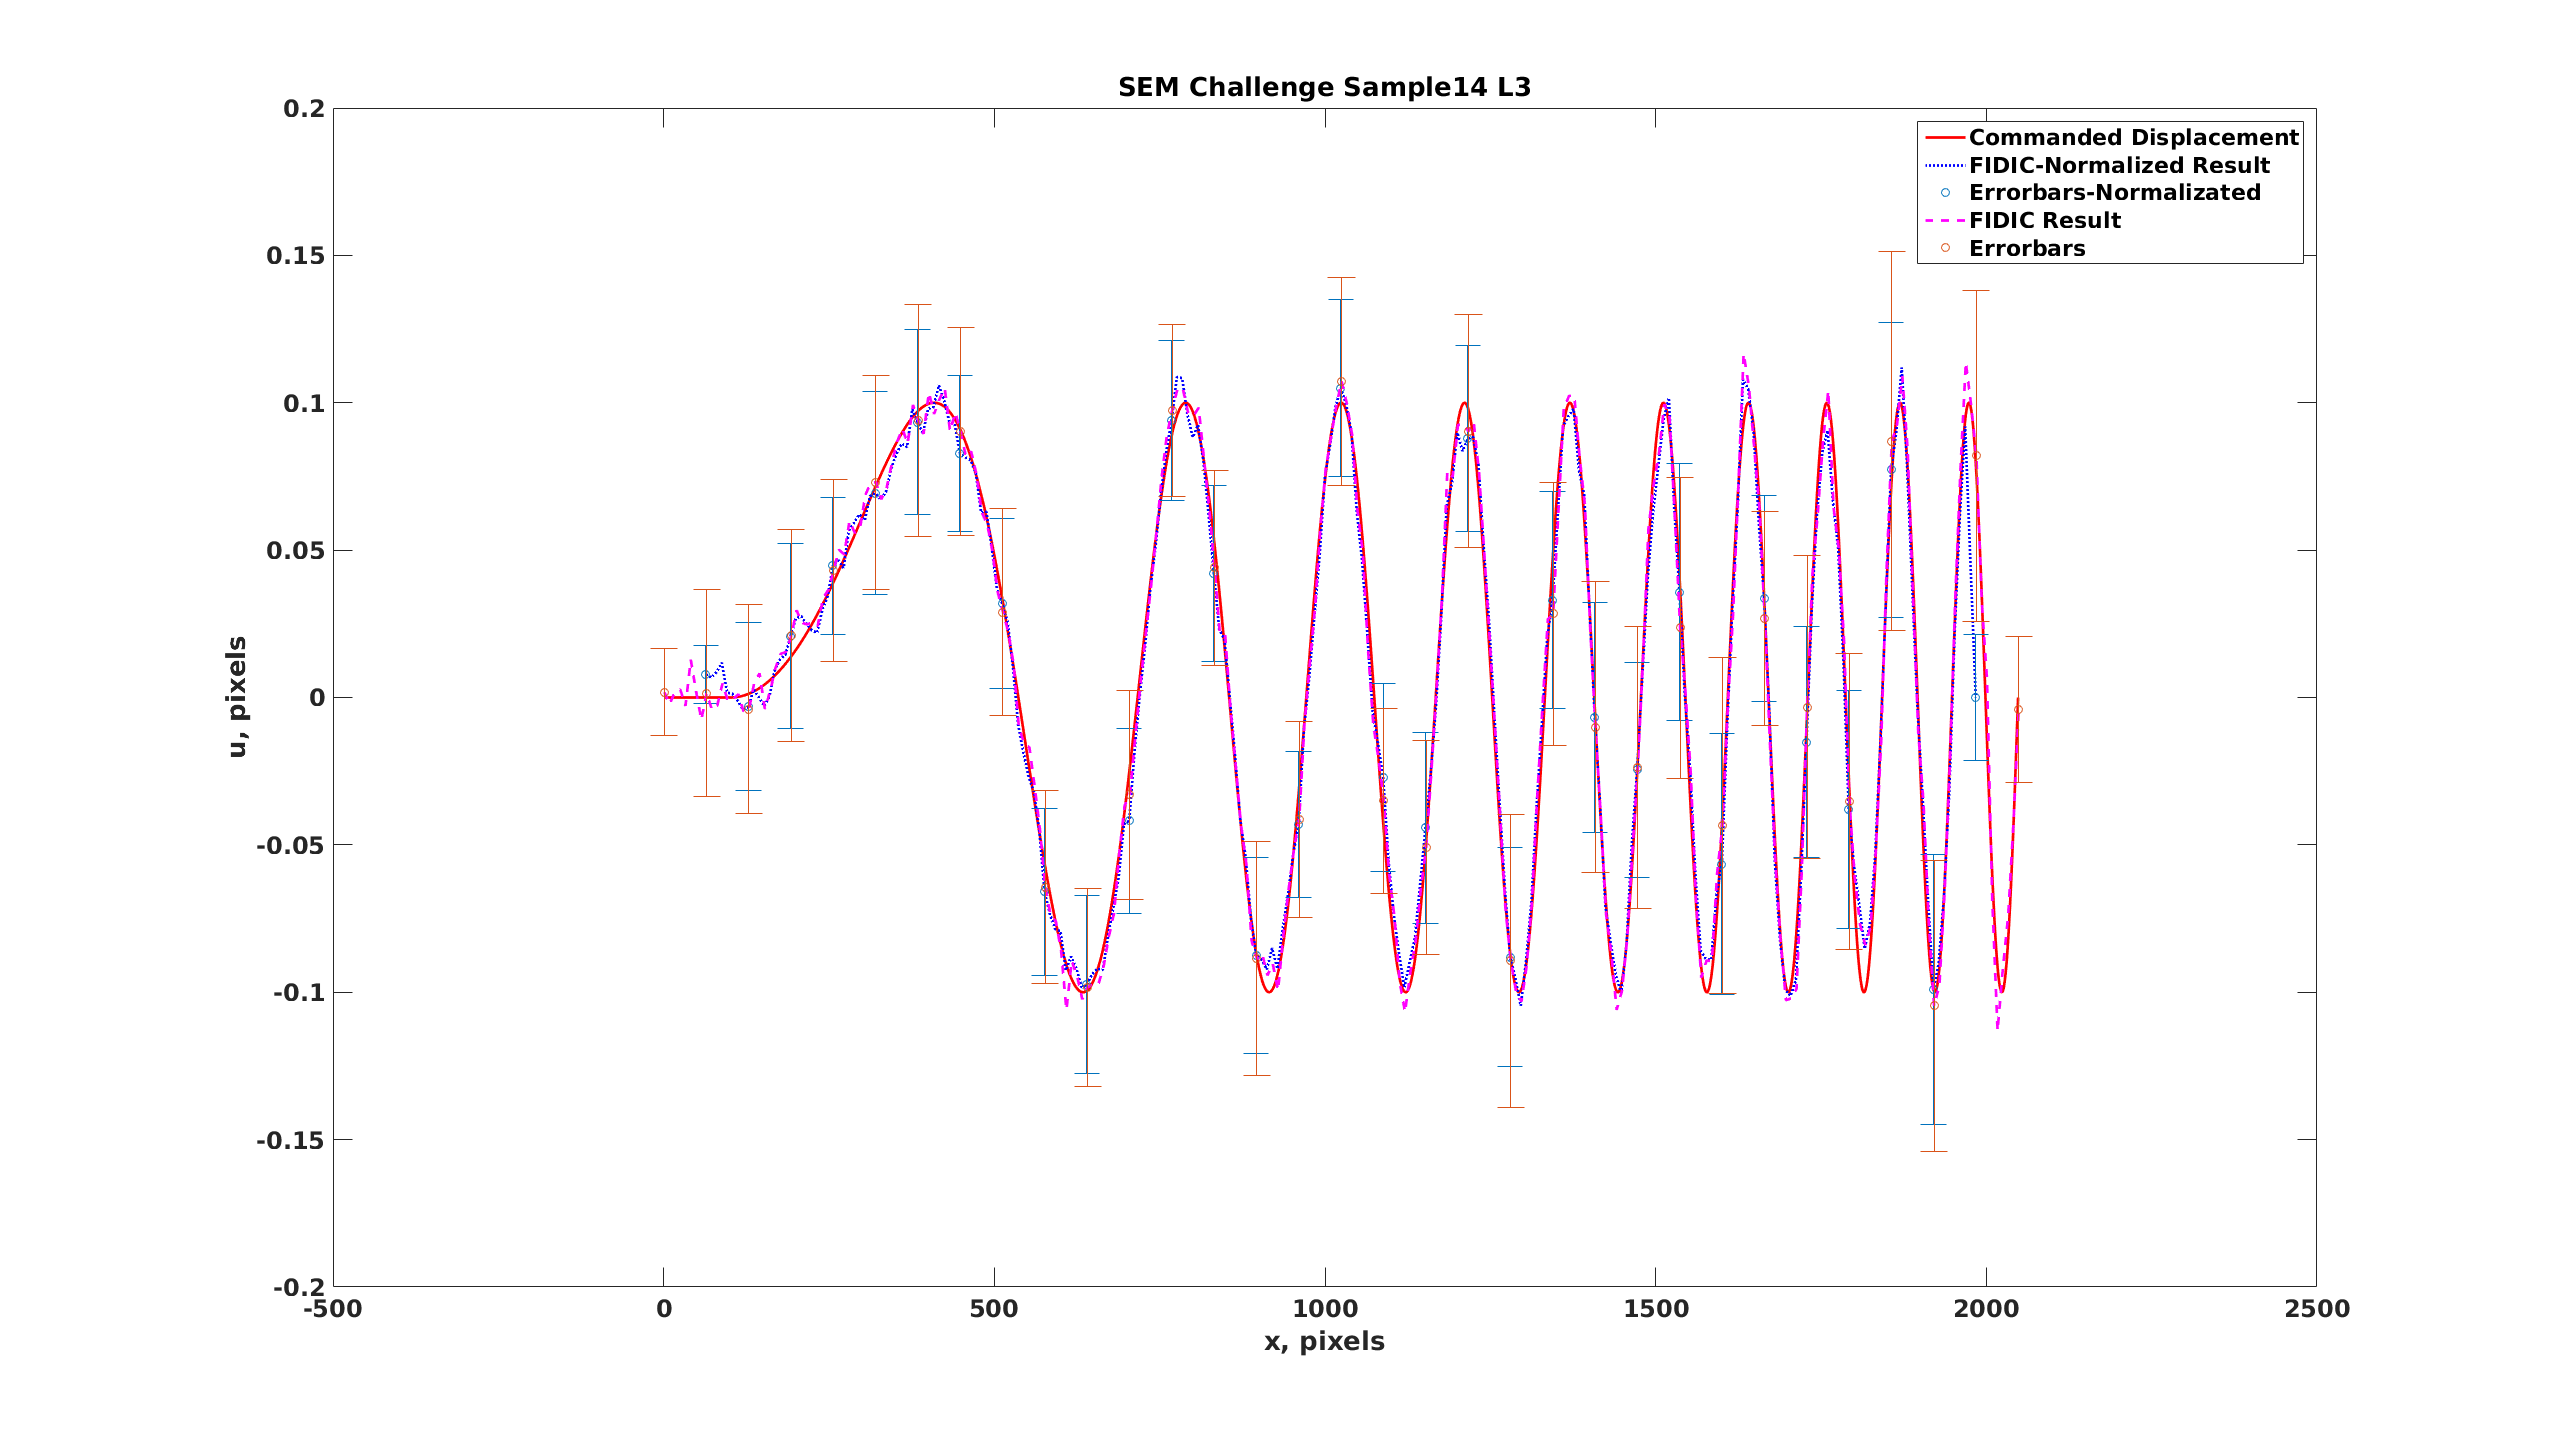 SEM Challenge Sample14 L3
Commanded Displacement
FIDIC-Normalized Result
Errorbars-Normalizated
FIDIC Result
Errorbars
0.2
0.15
0.1
0.05
0
-0.05
-0.1
-0.15
-0.2
u, pixels
-500 0 500 1000 1500 2000 2500
x, pixels